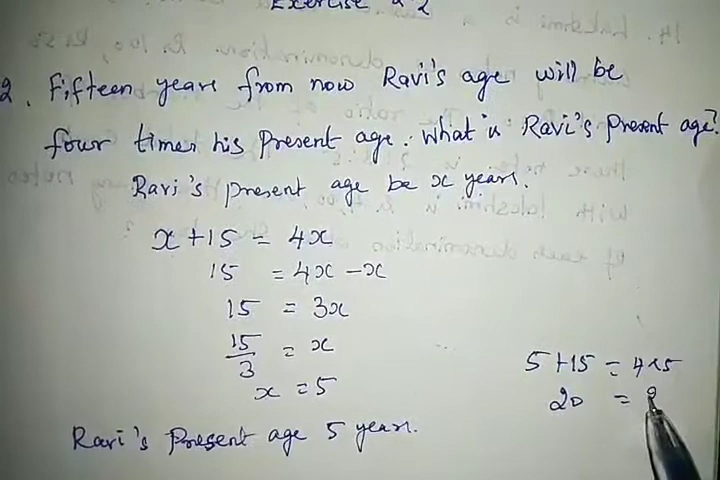 Exercise 2.2
2. Fifteen years from now Ravi's age will be
four times his present age. What is Ravi's present age?
Ravi's present age be x years.
x + 15 = 4x
15 = 4x - x
15 = 3x
15/3 = x
x = 5
Ravi's Present age 5 years.
5 + 15 = 4×5
20 =